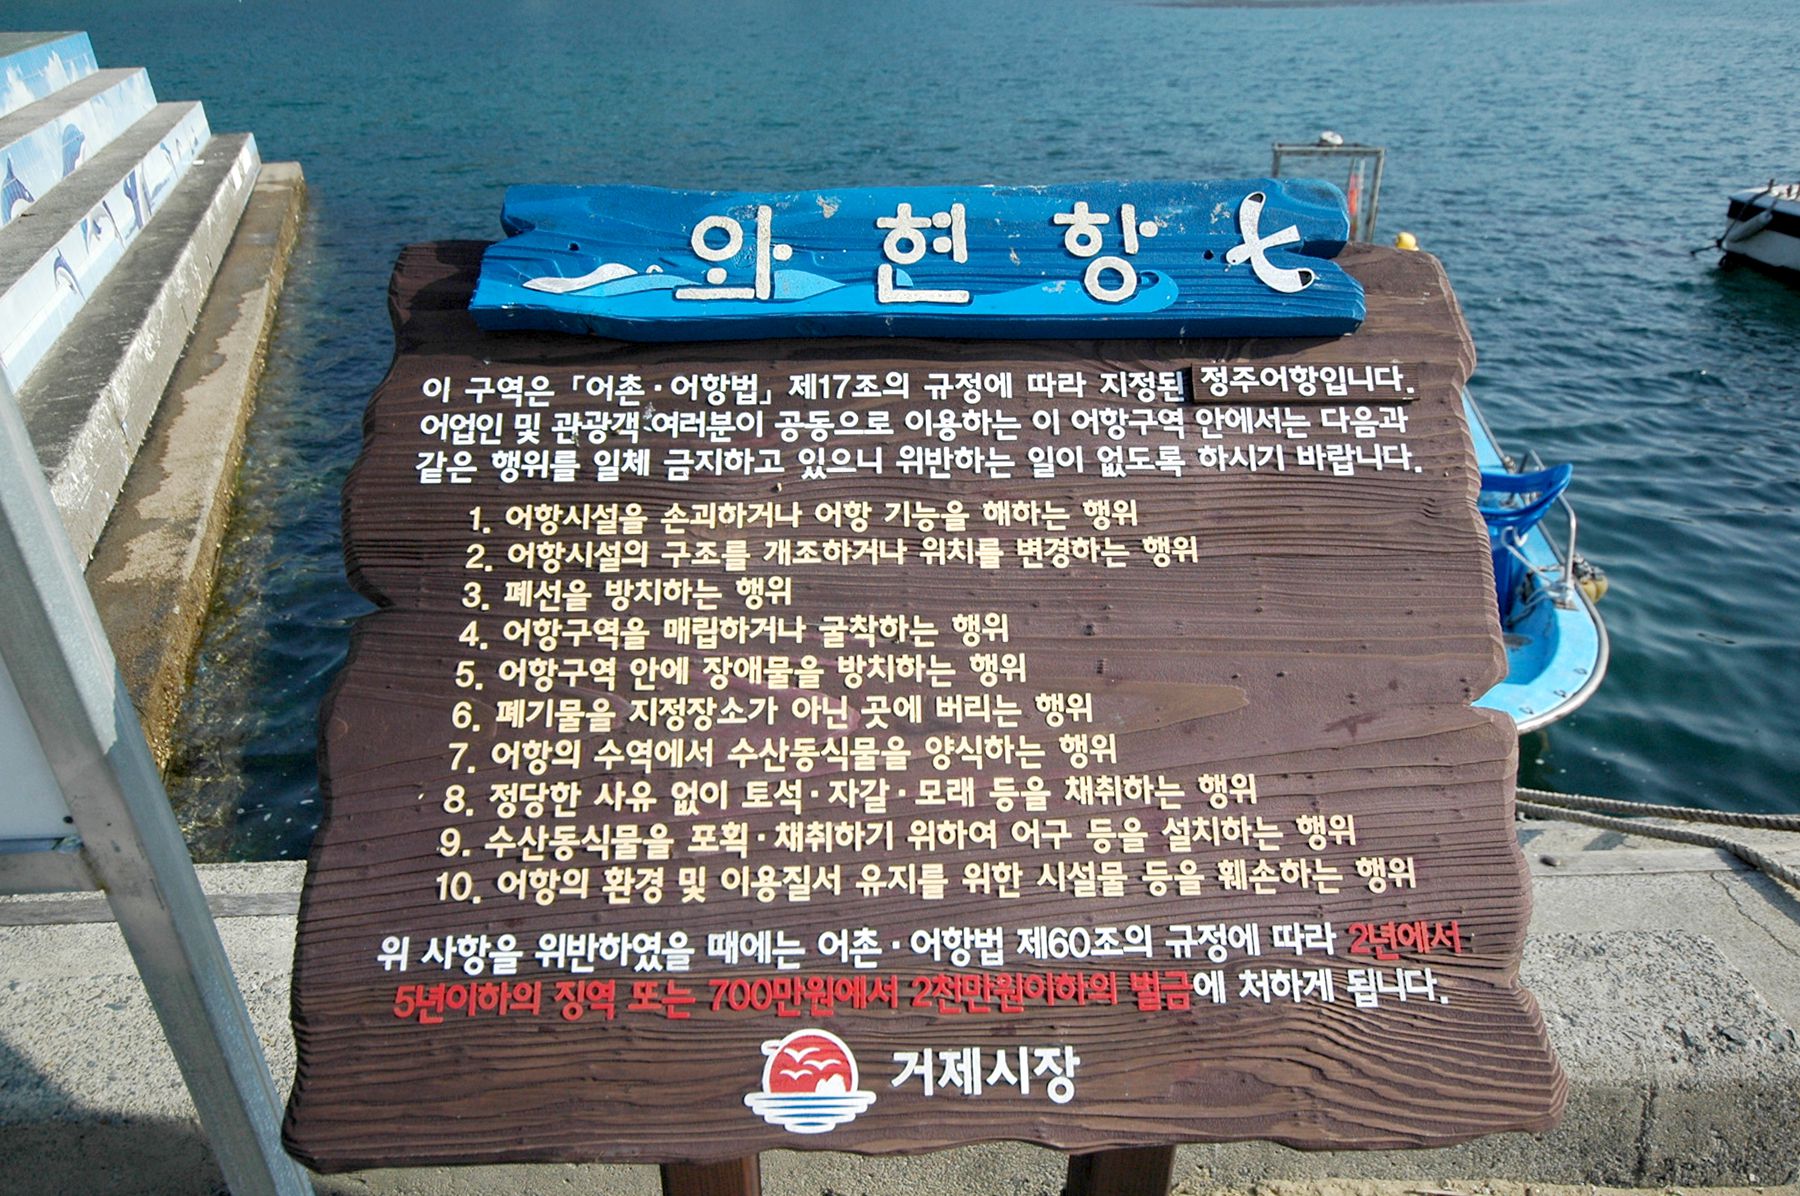 와현항
이 구역은 「어촌·어항법」 제17조의 규정에 따라 지정된 정주어항입니다.
어업인 및 관광객 여러분이 공동으로 이용하는 이 어항구역 안에서는 다음과
같은 행위를 일체 금지하고 있으니 위반하는 일이 없도록 하시기 바랍니다.
1. 어항시설을 손괴하거나 어항 기능을 해하는 행위
2. 어항시설의 구조를 개조하거나 위치를 변경하는 행위
3. 폐선을 방치하는 행위
4. 어항구역을 매립하거나 굴착하는 행위
5. 어항구역 안에 장애물을 방치하는 행위
6. 폐기물을 지정장소가 아닌 곳에 버리는 행위
7. 어항의 수역에서 수산동식물을 양식하는 행위
8. 정당한 사유 없이 토석·자갈·모래 등을 채취하는 행위
9. 수산동식물을 포획·채취하기 위하여 어구 등을 설치하는 행위
10. 어항의 환경 및 이용질서 유지를 위한 시설물 등을 훼손하는 행위
위 사항을 위반하였을 때에는 어촌·어항법 제60조의 규정에 따라 2년에서
5년이하의 징역 또는 700만원에서 2천만원이하의 벌금에 처하게 됩니다.
거제시장